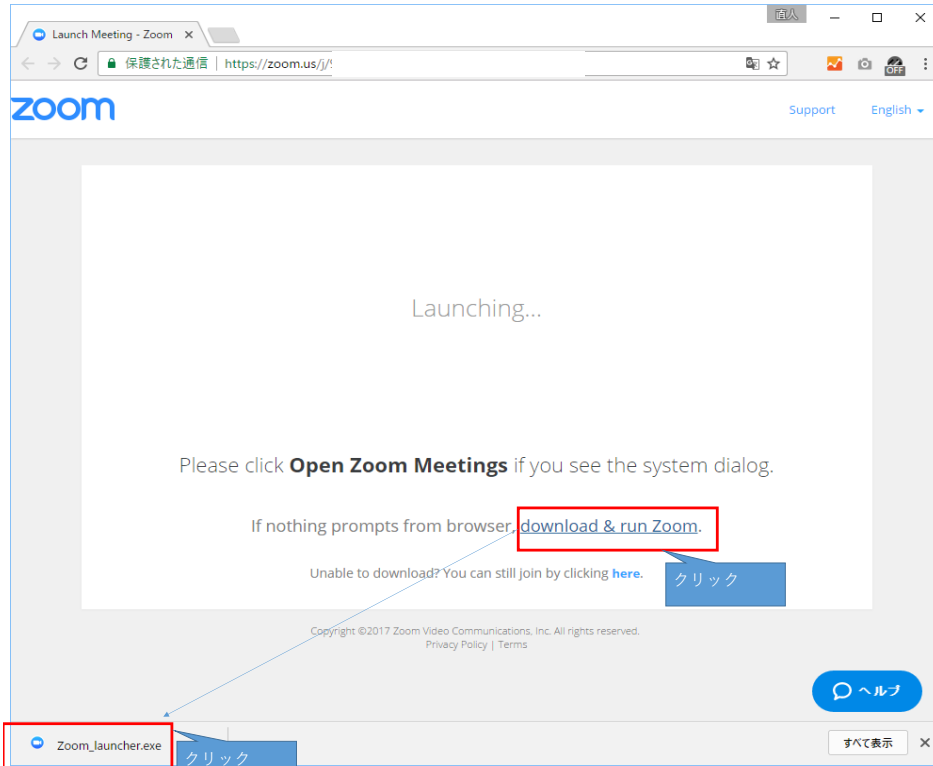 直人
Launch Meeting - Zoom
保護された通信 | https://zoom.us/j/
OFF
zoom
Support English
Launching...
Please click Open Zoom Meetings if you see the system dialog.
If nothing prompts from browser, download & run Zoom.
Unable to download? You can still join by clicking here.
クリック
Copyright ©2017 Zoom Video Communications, Inc. All rights reserved.
Privacy Policy | Terms
ヘルプ
Zoom_launcher.exe
クリック
すべて表示